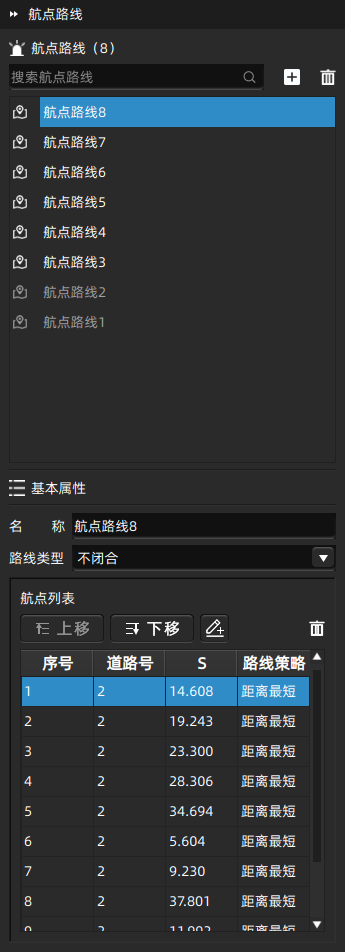 航点路线
航点路线 (8)
搜索航点路线
航点路线8
航点路线7
航点路线6
航点路线5
航点路线4
航点路线3
航点路线2
航点路线1
基本属性
名 称 航点路线8
路线类型 不闭合
航点列表
上移 下移
序号 道路号 S 路线策略
1 2 14.608 距离最短
2 2 19.243 距离最短
3 2 23.300 距离最短
4 2 28.306 距离最短
5 2 34.694 距离最短
6 2 5.604 距离最短
7 2 9.230 距离最短
8 2 37.801 距离最短
9 2 11.992 距离最短